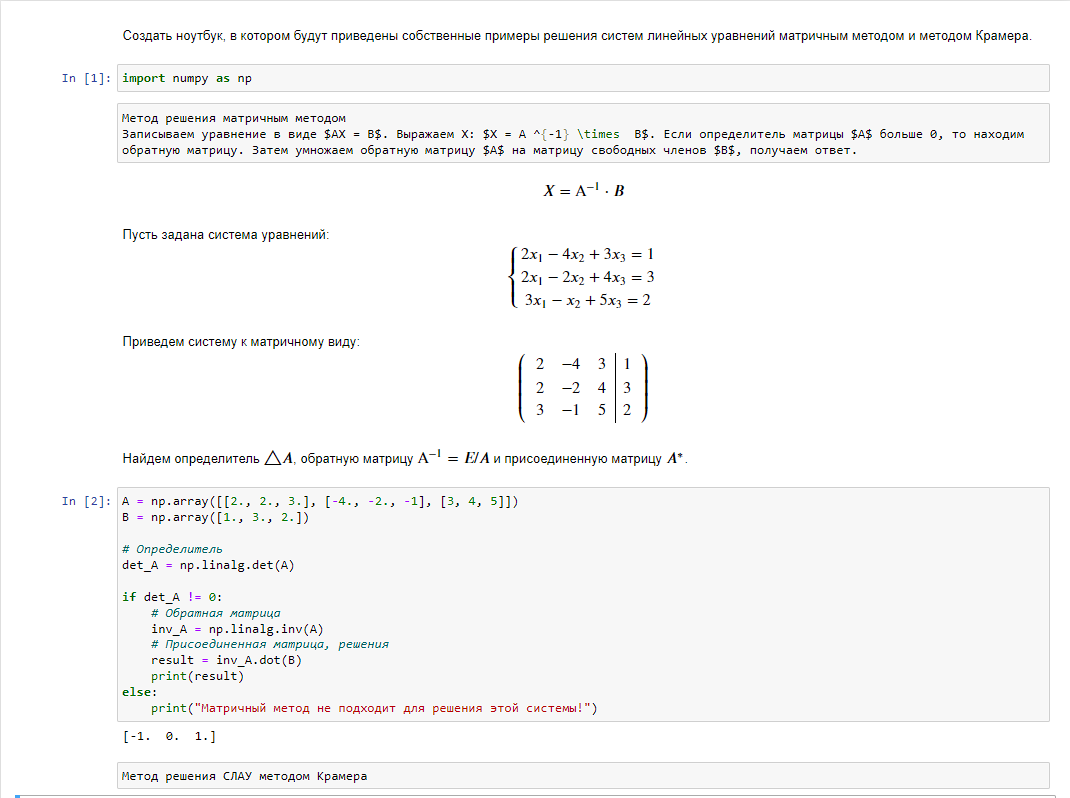 Создать ноутбук, в котором будут приведены собственные примеры решения систем линейных уравнений матричным методом и методом Крамера.
In [1]: import numpy as np
Метод решения матричным методом
Записываем уравнение в виде $AX = B$. Выражаем X: $X = A ^{-1} \times  B$. Если определитель матрицы $A$ больше 0, то находим
обратную матрицу. Затем умножаем обратную матрицу $A$ на матрицу свободных членов $B$, получаем ответ.
X = A⁻¹ · B
Пусть задана система уравнений:
2x₁ − 4x₂ + 3x₃ = 1
2x₁ − 2x₂ + 4x₃ = 3
3x₁ − x₂ + 5x₃ = 2
Приведем систему к матричному виду:
2 −4 3 | 1
2 −2 4 | 3
3 −1 5 | 2
Найдем определитель △A, обратную матрицу A⁻¹ = E/A и присоединенную матрицу A*.
In [2]: A = np.array([[2., 2., 3.], [-4., -2., -1], [3, 4, 5]])
B = np.array([1., 3., 2.])
# Определитель
det_A = np.linalg.det(A)
if det_A != 0:
    # Обратная матрица
    inv_A = np.linalg.inv(A)
    # Присоединенная матрица, решения
    result = inv_A.dot(B)
    print(result)
else:
    print("Матричный метод не подходит для решения этой системы!")
[-1.  0.  1.]
Метод решения СЛАУ методом Крамера